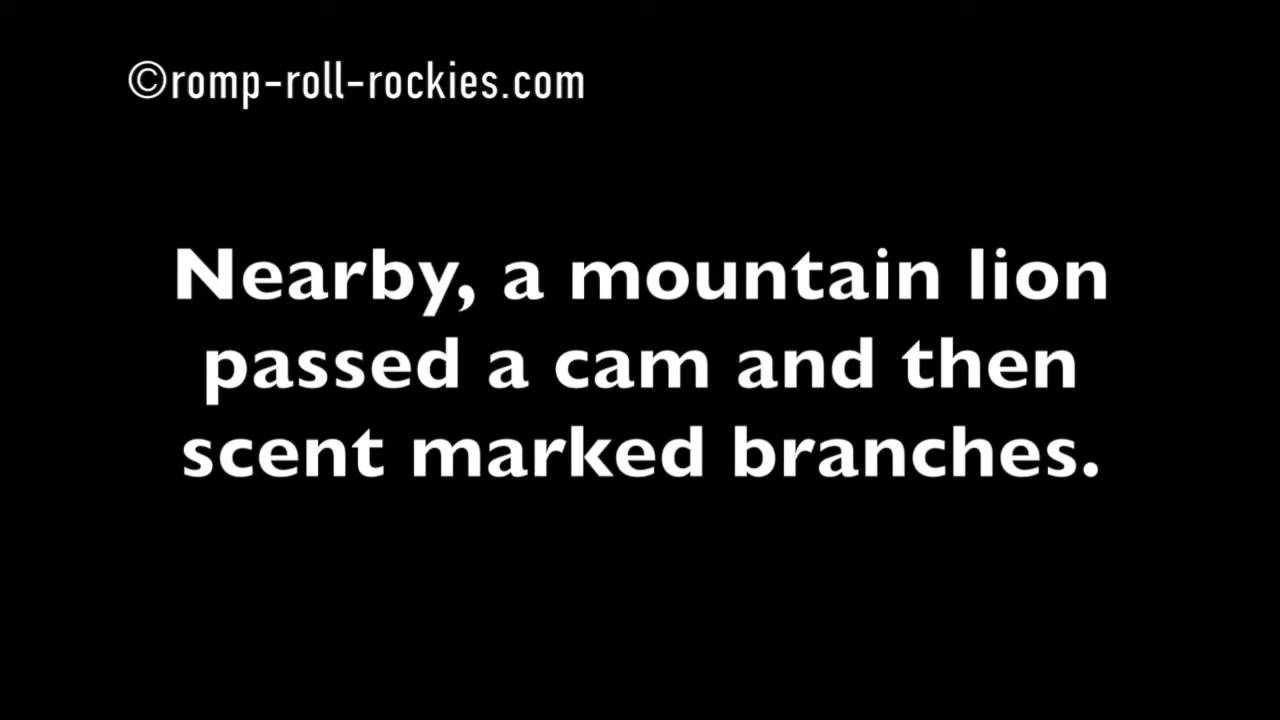 ©romp-roll-rockies.com
Nearby, a mountain lion
passed a cam and then
scent marked branches.